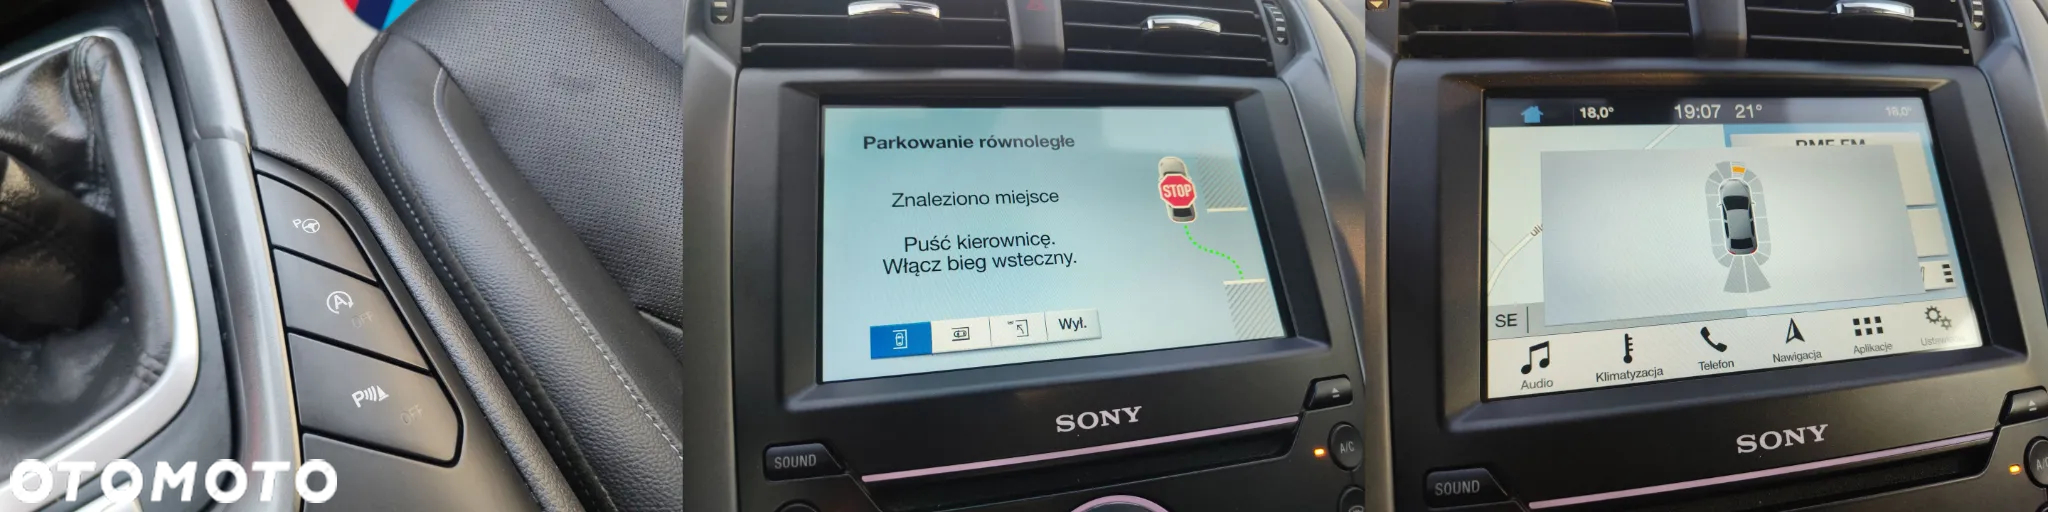 P
A
OFF
P
OFF
OTOMOTO
Parkowanie równoległe
Znaleziono miejsce
STOP
Puść kierownicę.
Włącz bieg wsteczny.
Wył.
SONY
SOUND
A/C
18,0° 19:07 21° 18,0°
SE
Audio Klimatyzacja Telefon Nawigacja Aplikacje
SONY
SOUND